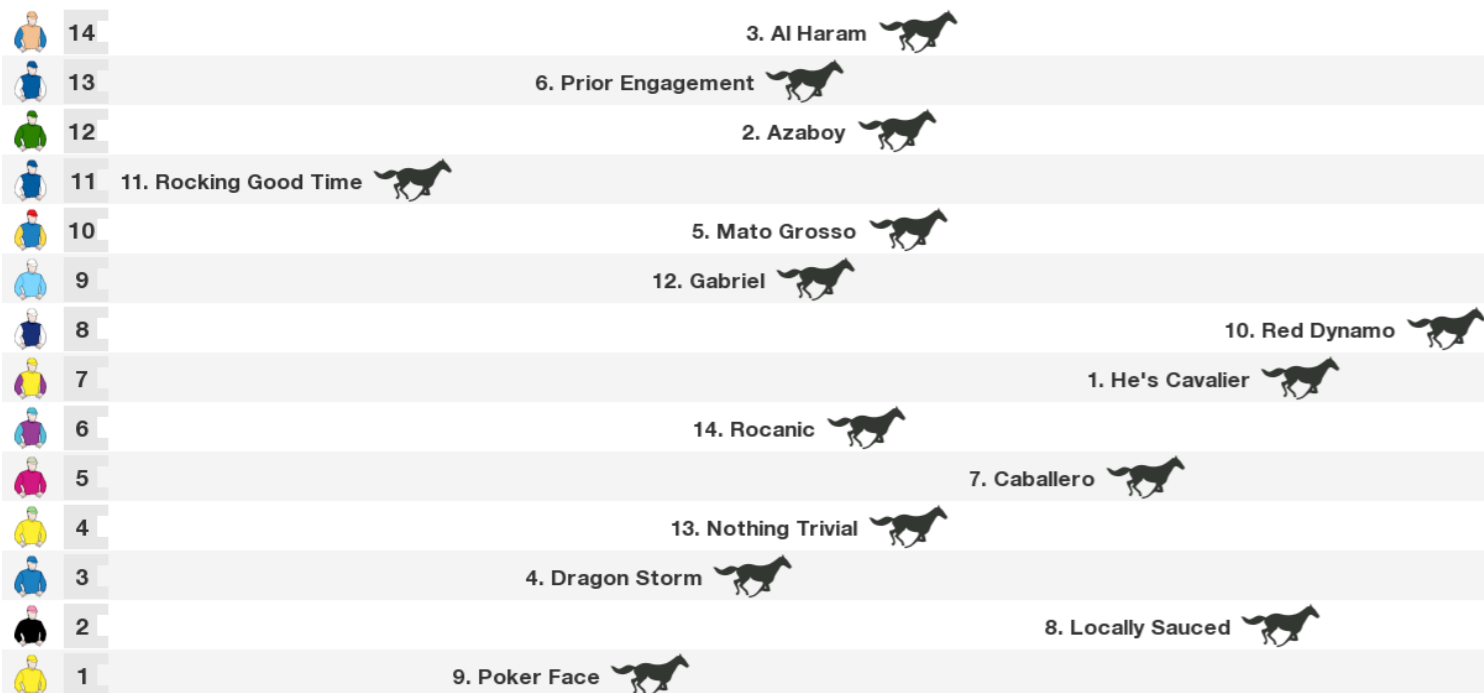 14 3. Al Haram
13 6. Prior Engagement
12 2. Azaboy
11 11. Rocking Good Time
10 5. Mato Grosso
9 12. Gabriel
8 10. Red Dynamo
7 1. He's Cavalier
6 14. Rocanic
5 7. Caballero
4 13. Nothing Trivial
3 4. Dragon Storm
2 8. Locally Sauced
1 9. Poker Face